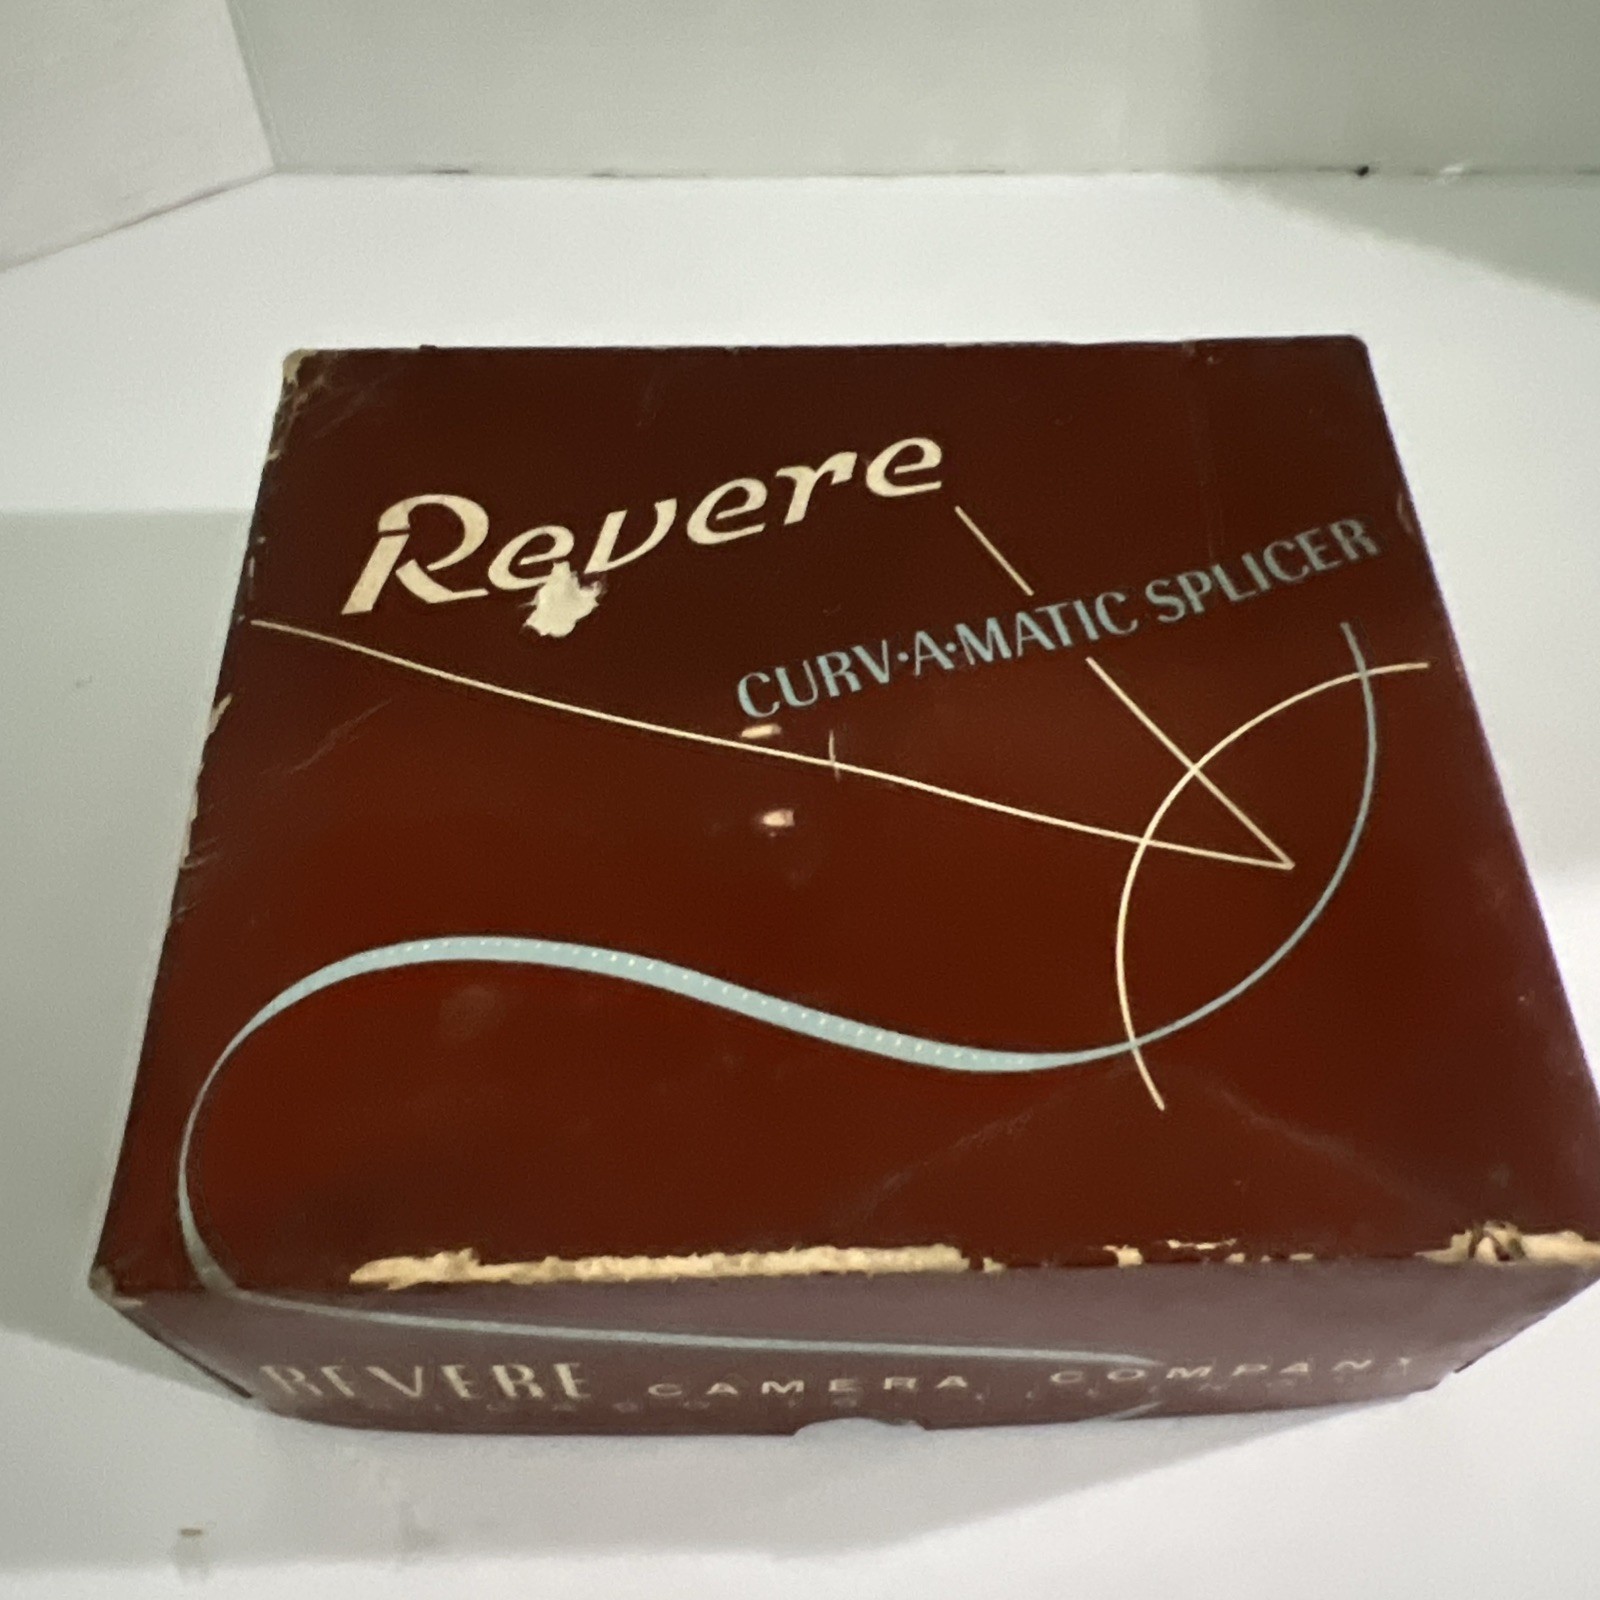 Revere
CURV·A·MATIC SPLICER
REVERE CAMERA COMPANY